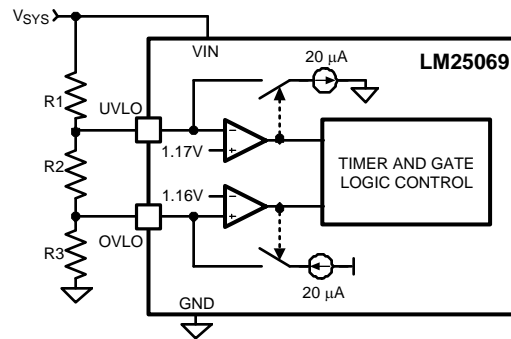 VSYS
VIN
LM25069
20 μA
R1
UVLO
1.17V
R2
TIMER AND GATE
LOGIC CONTROL
1.16V
OVLO
R3
20 μA
GND